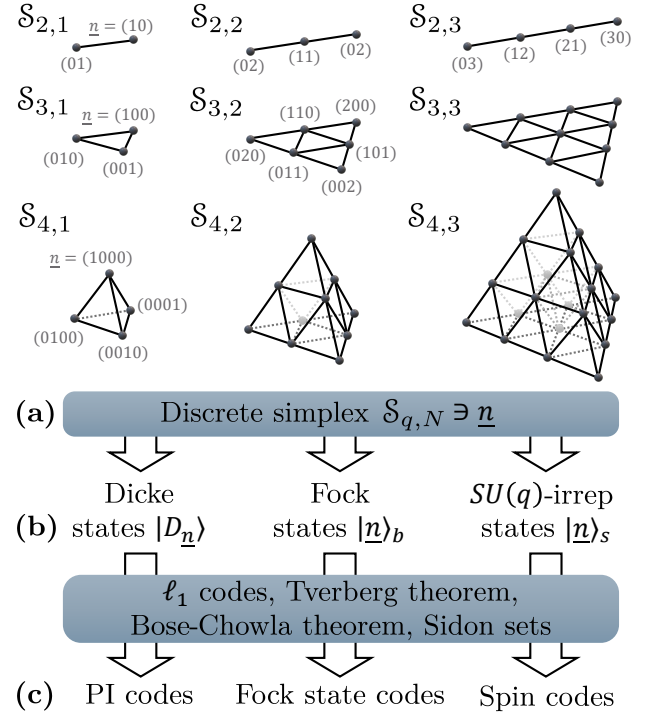 𝒮2,1 𝒮2,2 𝒮2,3
n = (10)
(01)
(02) (11) (02)
(03) (12) (21) (30)
𝒮3,1 𝒮3,2 𝒮3,3
n = (100)
(010)
(001)
(110) (200)
(020) (101)
(011)
(002)
𝒮4,1 𝒮4,2 𝒮4,3
n = (1000)
(0001)
(0100)
(0010)
(a) Discrete simplex 𝒮q,N ∋ n
Dicke Fock SU(q)-irrep
(b) states |Dn⟩ states |n⟩b states |n⟩s
ℓ1 codes, Tverberg theorem,
Bose-Chowla theorem, Sidon sets
(c) PI codes Fock state codes Spin codes